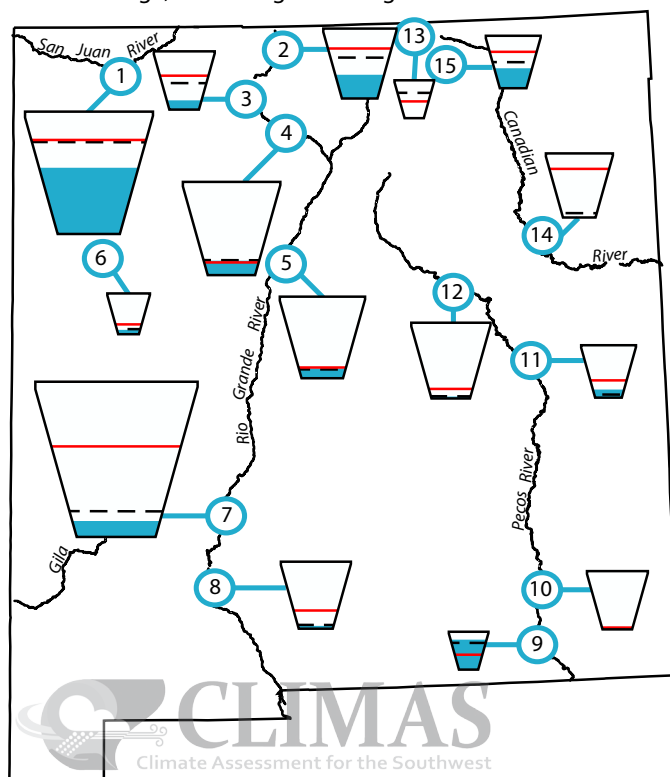 San Juan River
13
2
15
1
3
4
Canadian
14
6
5
River
12
11
Rio Grande River
Pecos River
7
Gila
8
10
9
CLIMAS
Climate Assessment for the Southwest